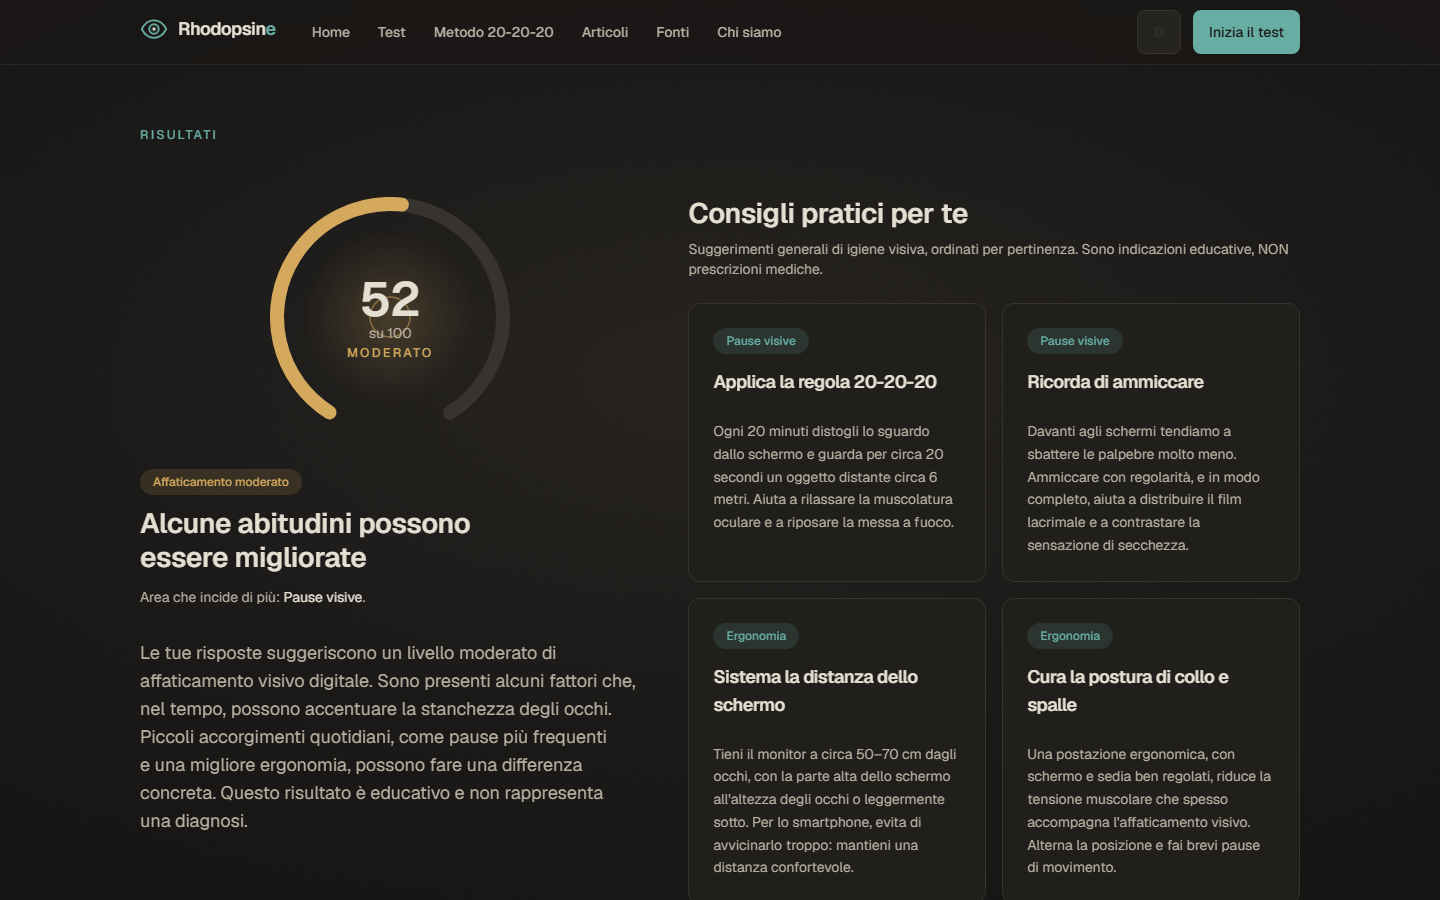 Rhodopsine
Home
Test
Metodo 20-20-20
Articoli
Fonti
Chi siamo
Inizia il test
RISULTATI
52
su 100
MODERATO
Affaticamento moderato
Alcune abitudini possono
essere migliorate
Area che incide di più: Pause visive.
Le tue risposte suggeriscono un livello moderato di
affaticamento visivo digitale. Sono presenti alcuni fattori che,
nel tempo, possono accentuare la stanchezza degli occhi.
Piccoli accorgimenti quotidiani, come pause più frequenti
e una migliore ergonomia, possono fare una differenza
concreta. Questo risultato è educativo e non rappresenta
una diagnosi.
Consigli pratici per te
Suggerimenti generali di igiene visiva, ordinati per pertinenza. Sono indicazioni educative, NON
prescrizioni mediche.
Pause visive
Applica la regola 20-20-20
Ogni 20 minuti distogli lo sguardo
dallo schermo e guarda per circa 20
secondi un oggetto distante circa 6
metri. Aiuta a rilassare la muscolatura
oculare e a riposare la messa a fuoco.
Pause visive
Ricorda di ammiccare
Davanti agli schermi tendiamo a
sbattere le palpebre molto meno.
Ammiccare con regolarità, e in modo
completo, aiuta a distribuire il film
lacrimale e a contrastare la
sensazione di secchezza.
Ergonomia
Sistema la distanza dello
schermo
Tieni il monitor a circa 50–70 cm dagli
occhi, con la parte alta dello schermo
all'altezza degli occhi o leggermente
sotto. Per lo smartphone, evita di
avvicinarlo troppo: mantieni una
distanza confortevole.
Ergonomia
Cura la postura di collo e
spalle
Una postazione ergonomica, con
schermo e sedia ben regolati, riduce la
tensione muscolare che spesso
accompagna l'affaticamento visivo.
Alterna la posizione e fai brevi pause
di movimento.